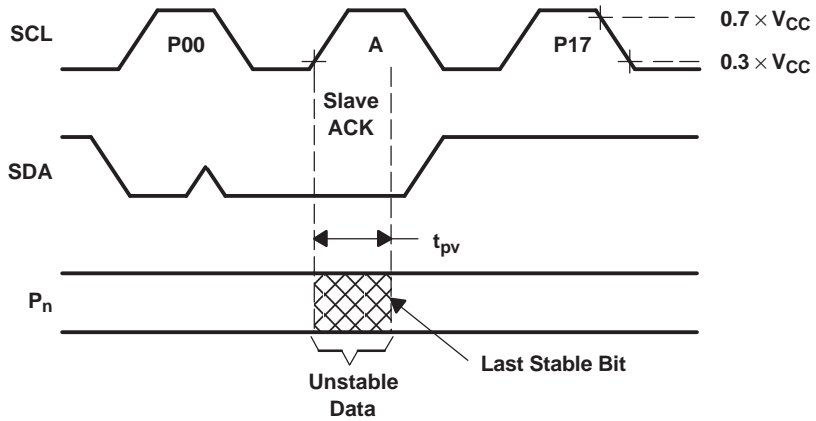 SCL
P00
A
P17
0.7 × VCC
0.3 × VCC
Slave
ACK
SDA
tpv
Pn
Last Stable Bit
Unstable
Data